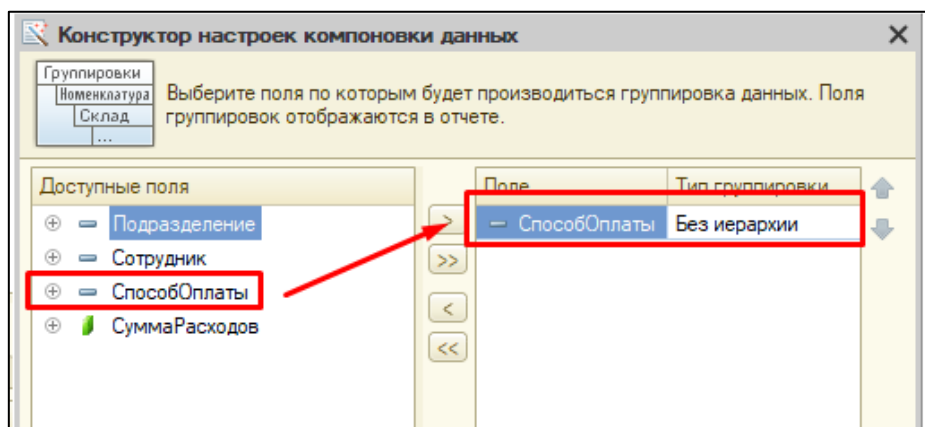 Конструктор настроек компоновки данных
Группировки
Номенклатура
Склад
...
Выберите поля по которым будет производиться группировка данных. Поля
группировок отображаются в отчете.
Доступные поля
Поле
Тип группировки
Подразделение
>
СпособОплаты
Без иерархии
Сотрудник
>>
СпособОплаты
<
СуммаРасходов
<<